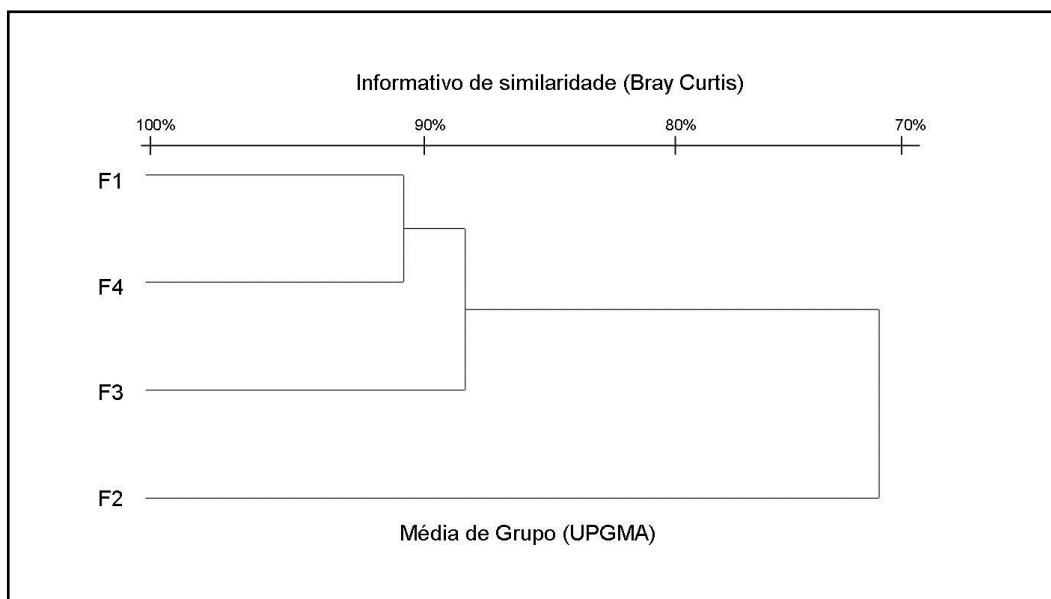 Informativo de similaridade (Bray Curtis)
100% 90% 80% 70%
F1
F4
F3
F2
Média de Grupo (UPGMA)